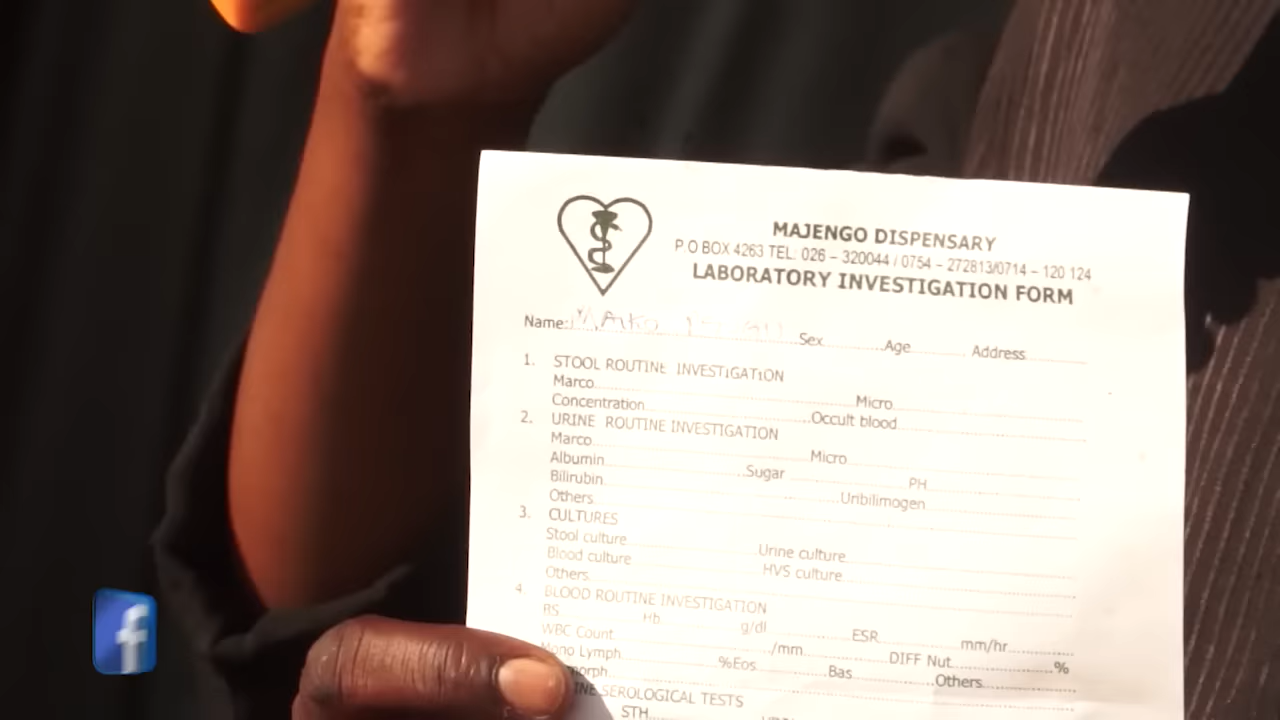 MAJENGO DISPENSARY
P O BOX 4263 TEL: 026 – 320044 / 0754 – 272813/0714 – 120 124
LABORATORY INVESTIGATION FORM
Name: Sex Age Address
1. STOOL ROUTINE INVESTIGATION
Marco Micro
Concentration Occult blood
2. URINE ROUTINE INVESTIGATION
Marco Micro
Albumin Sugar PH
Bilirubin Uribilimogen
Others
3. CULTURES
Stool culture Urine culture
Blood culture HVS culture
Others
4. BLOOD ROUTINE INVESTIGATION
BS Hb g/dl ESR mm/hr
WBC Count /mm DIFF Nut %
Mono Lymph %Eos Bas Others
SEROLOGICAL TESTS
STH
f